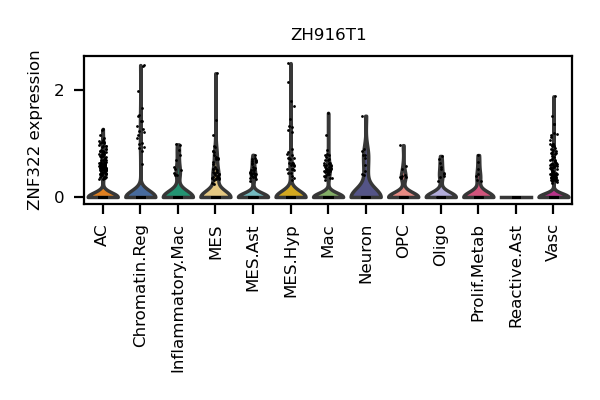 ZH916T1
ZNF322 expression
2
0
AC
Chromatin.Reg
Inflammatory.Mac
MES
MES.Ast
MES.Hyp
Mac
Neuron
OPC
Oligo
Prolif.Metab
Reactive.Ast
Vasc